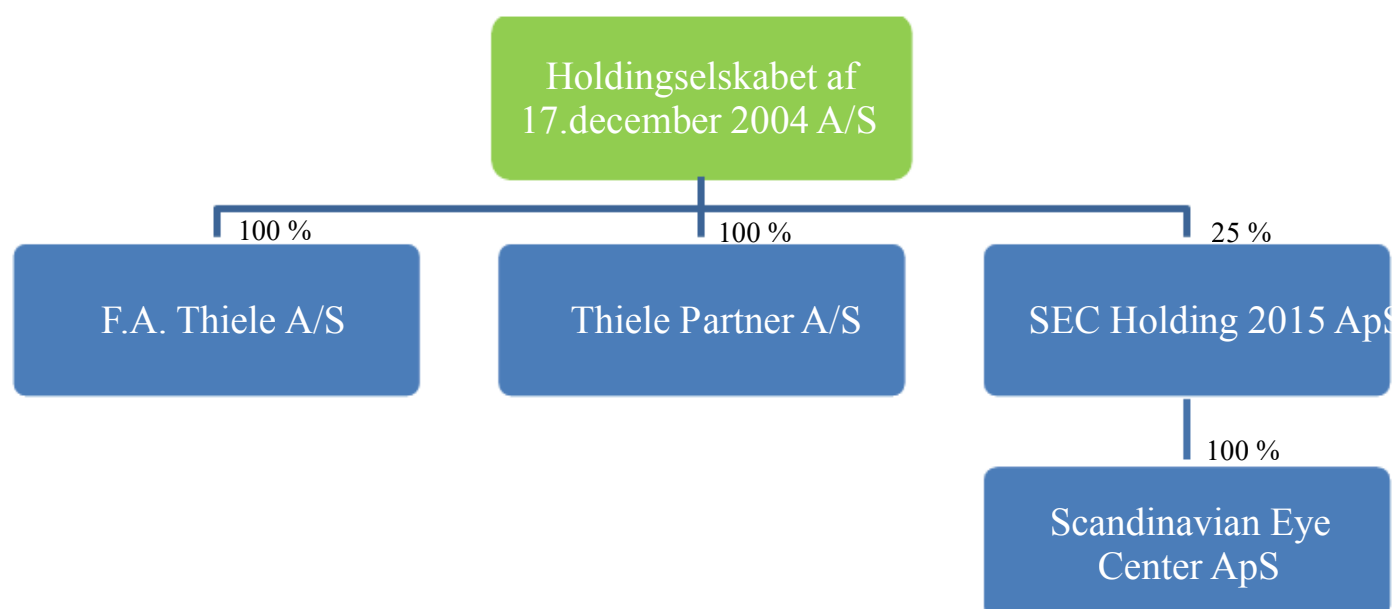 Holdingselskabet af
17.december 2004 A/S
100 %
100 %
25 %
F.A. Thiele A/S
Thiele Partner A/S
SEC Holding 2015 ApS
100 %
Scandinavian Eye
Center ApS